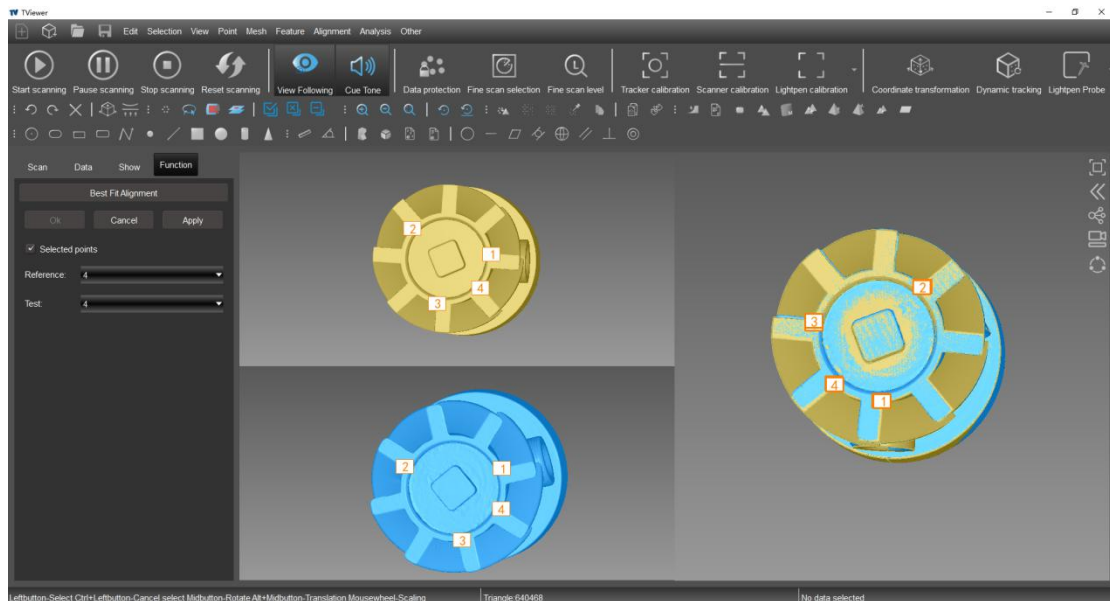 TV TViewer
Edit Selection View Point Mesh Feature Alignment Analysis Other
Start scanning Pause scanning Stop scanning Reset scanning View Following Cue Tone Data protection Fine scan selection Fine scan level Tracker calibration Scanner calibration Lightpen calibration Coordinate transformation Dynamic tracking Lightpen Probe
Scan Data Show Function
Best Fit Alignment
Ok Cancel Apply
Selected points
Reference: 4
Test: 4
2
1
4
3
2
1
4
3
2
3
4
1
Leftbutton-Select Ctrl+Leftbutton-Cancel select Midbutton-Rotate Alt+Midbutton-Translation Mousewheel-Scaling Triangle:640468 No data selected